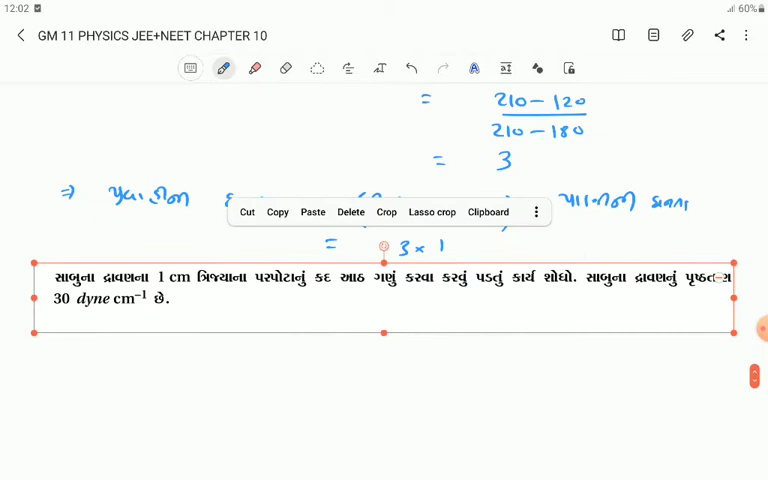 12:02 60%
GM 11 PHYSICS JEE+NEET CHAPTER 10
= 210 - 120
210 - 180
= 3
⇒ પ્રવાહીની
Cut Copy Paste Delete Crop Lasso crop Clipboard
= 3 × 1
સાબુના દ્રાવણના 1 cm ત્રિજ્યાના પરપોટાનું કદ આઠ ગણું કરવા કરવું પડતું કાર્ય શોધો. સાબુના દ્રાવણનું
30 dyne cm⁻¹ છે.